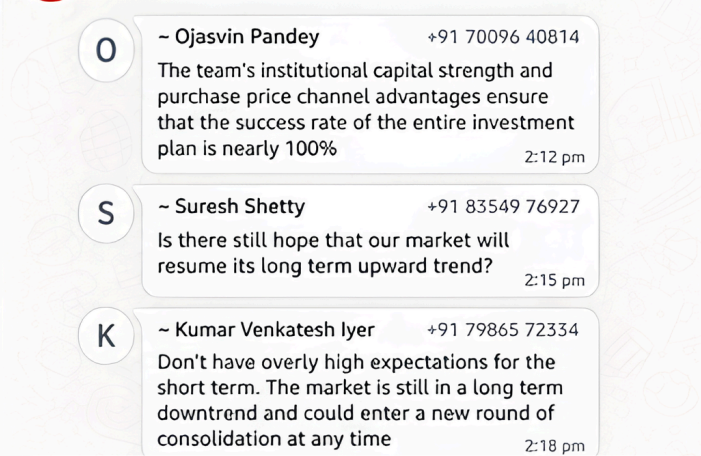 O
~ Ojasvin Pandey +91 70096 40814
The team's institutional capital strength and
purchase price channel advantages ensure
that the success rate of the entire investment
plan is nearly 100%
2:12 pm
S
~ Suresh Shetty +91 83549 76927
Is there still hope that our market will
resume its long term upward trend?
2:15 pm
K
~ Kumar Venkatesh Iyer +91 79865 72334
Don't have overly high expectations for the
short term. The market is still in a long term
downtrend and could enter a new round of
consolidation at any time
2:18 pm